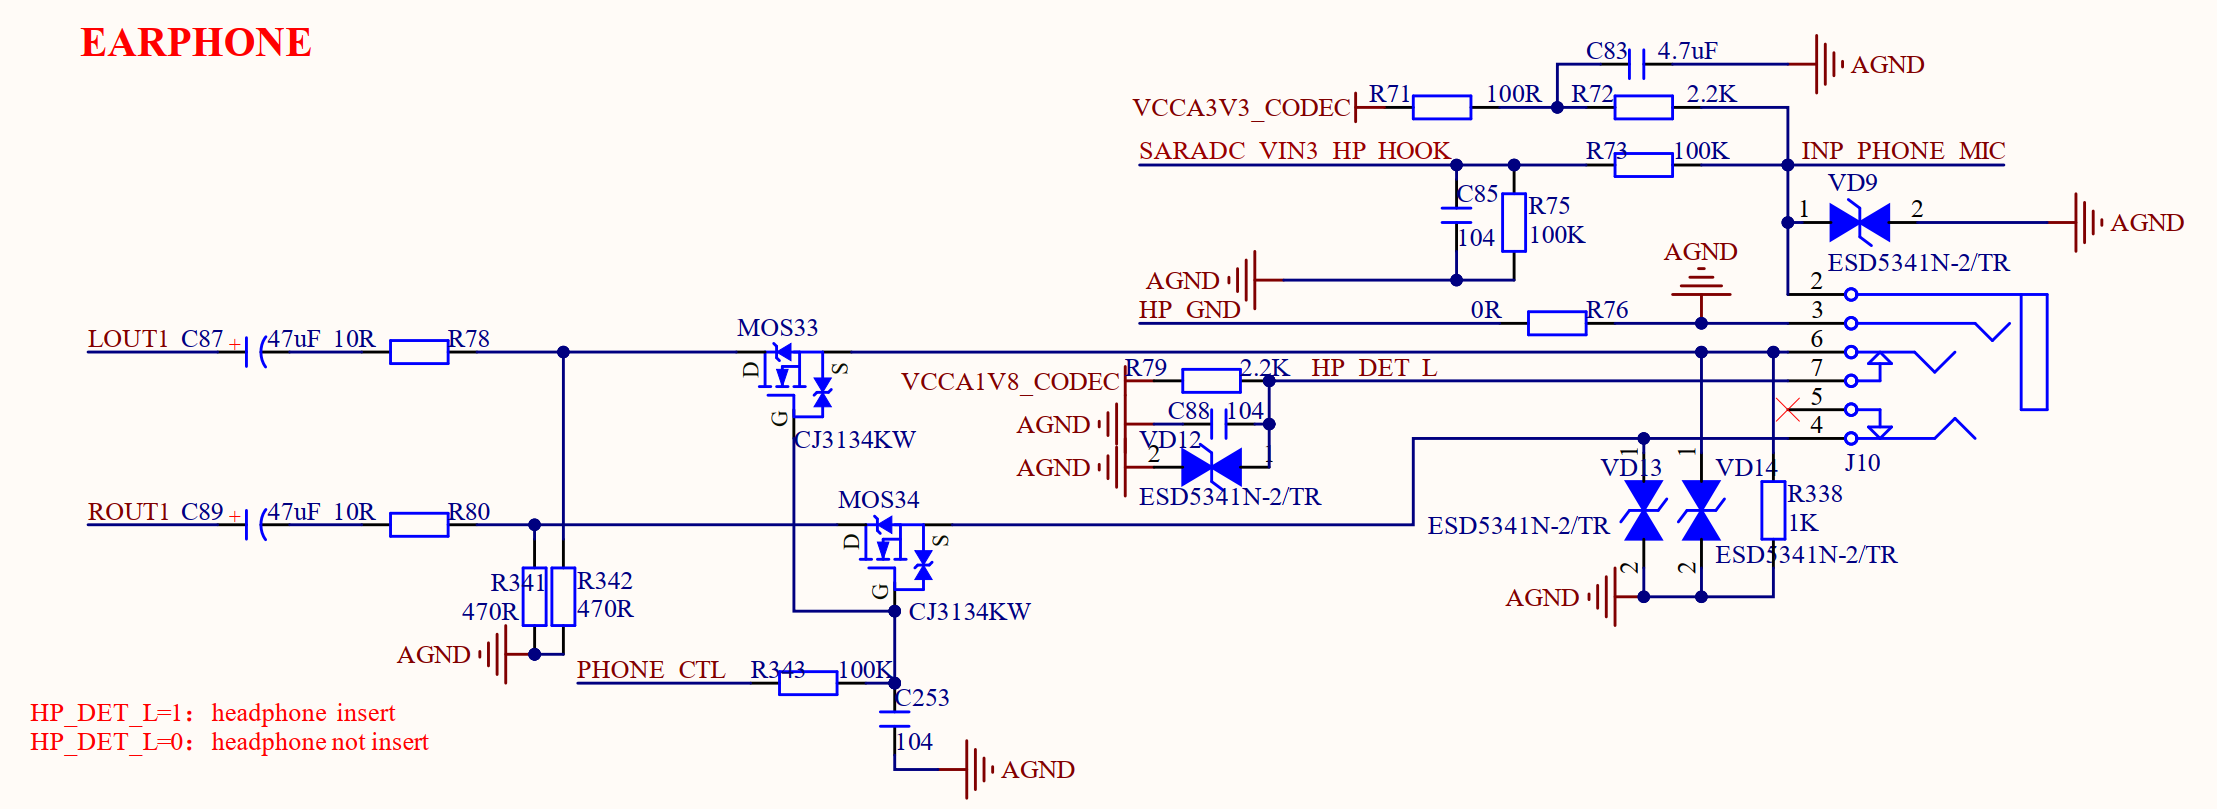 EARPHONE
C83 4.7uF
AGND
VCCA3V3_CODEC
R71 100R
R72 2.2K
SARADC_VIN3_HP_HOOK
R73 100K
INP_PHONE_MIC
C85
104
R75
100K
VD9
1 2
AGND
ESD5341N-2/TR
AGND
AGND
HP_GND
0R R76
2
3
6
7
5
4
J10
LOUT1 C87 + 47uF 10R R78
MOS33
D S
G
CJ3134KW
VCCA1V8_CODEC
R79 2.2K
HP_DET_L
AGND
C88 104
VD12
AGND
2 1
ESD5341N-2/TR
ROUT1 C89 + 47uF 10R R80
MOS34
D S
G
CJ3134KW
1 1
VD13
VD14
ESD5341N-2/TR
ESD5341N-2/TR
2 2
R338
1K
AGND
R341
470R
R342
470R
AGND
PHONE_CTL
R343 100K
C253
104
AGND
HP_DET_L=1：headphone insert
HP_DET_L=0：headphone not insert